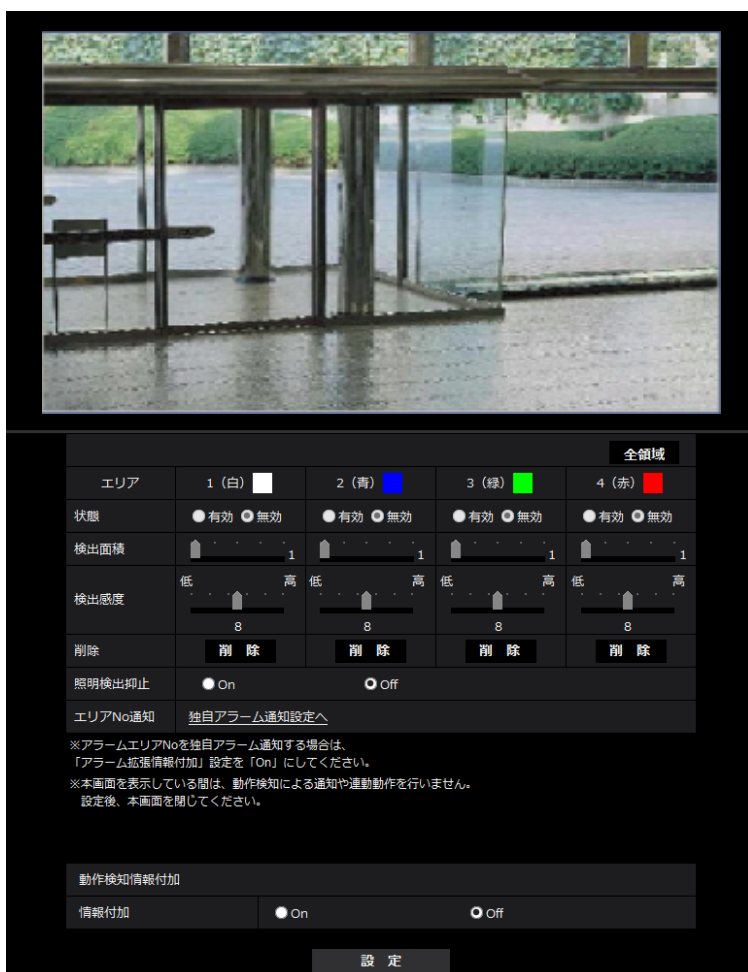 全領域
エリア 1（白） 2（青） 3（緑） 4（赤）
状態 有効 無効 有効 無効 有効 無効 有効 無効
検出面積 1 1 1 1
低 高 低 高 低 高 低 高
検出感度
8 8 8 8
削除 削 除 削 除 削 除 削 除
照明検出抑止 On Off
エリアNo通知 独自アラーム通知設定へ
※アラームエリアNoを独自アラーム通知する場合は、
「アラーム拡張情報付加」設定を「On」にしてください。
※本画面を表示している間は、動作検知による通知や連動動作を行いません。
設定後、本画面を閉じてください。
動作検知情報付加
情報付加 On Off
設 定